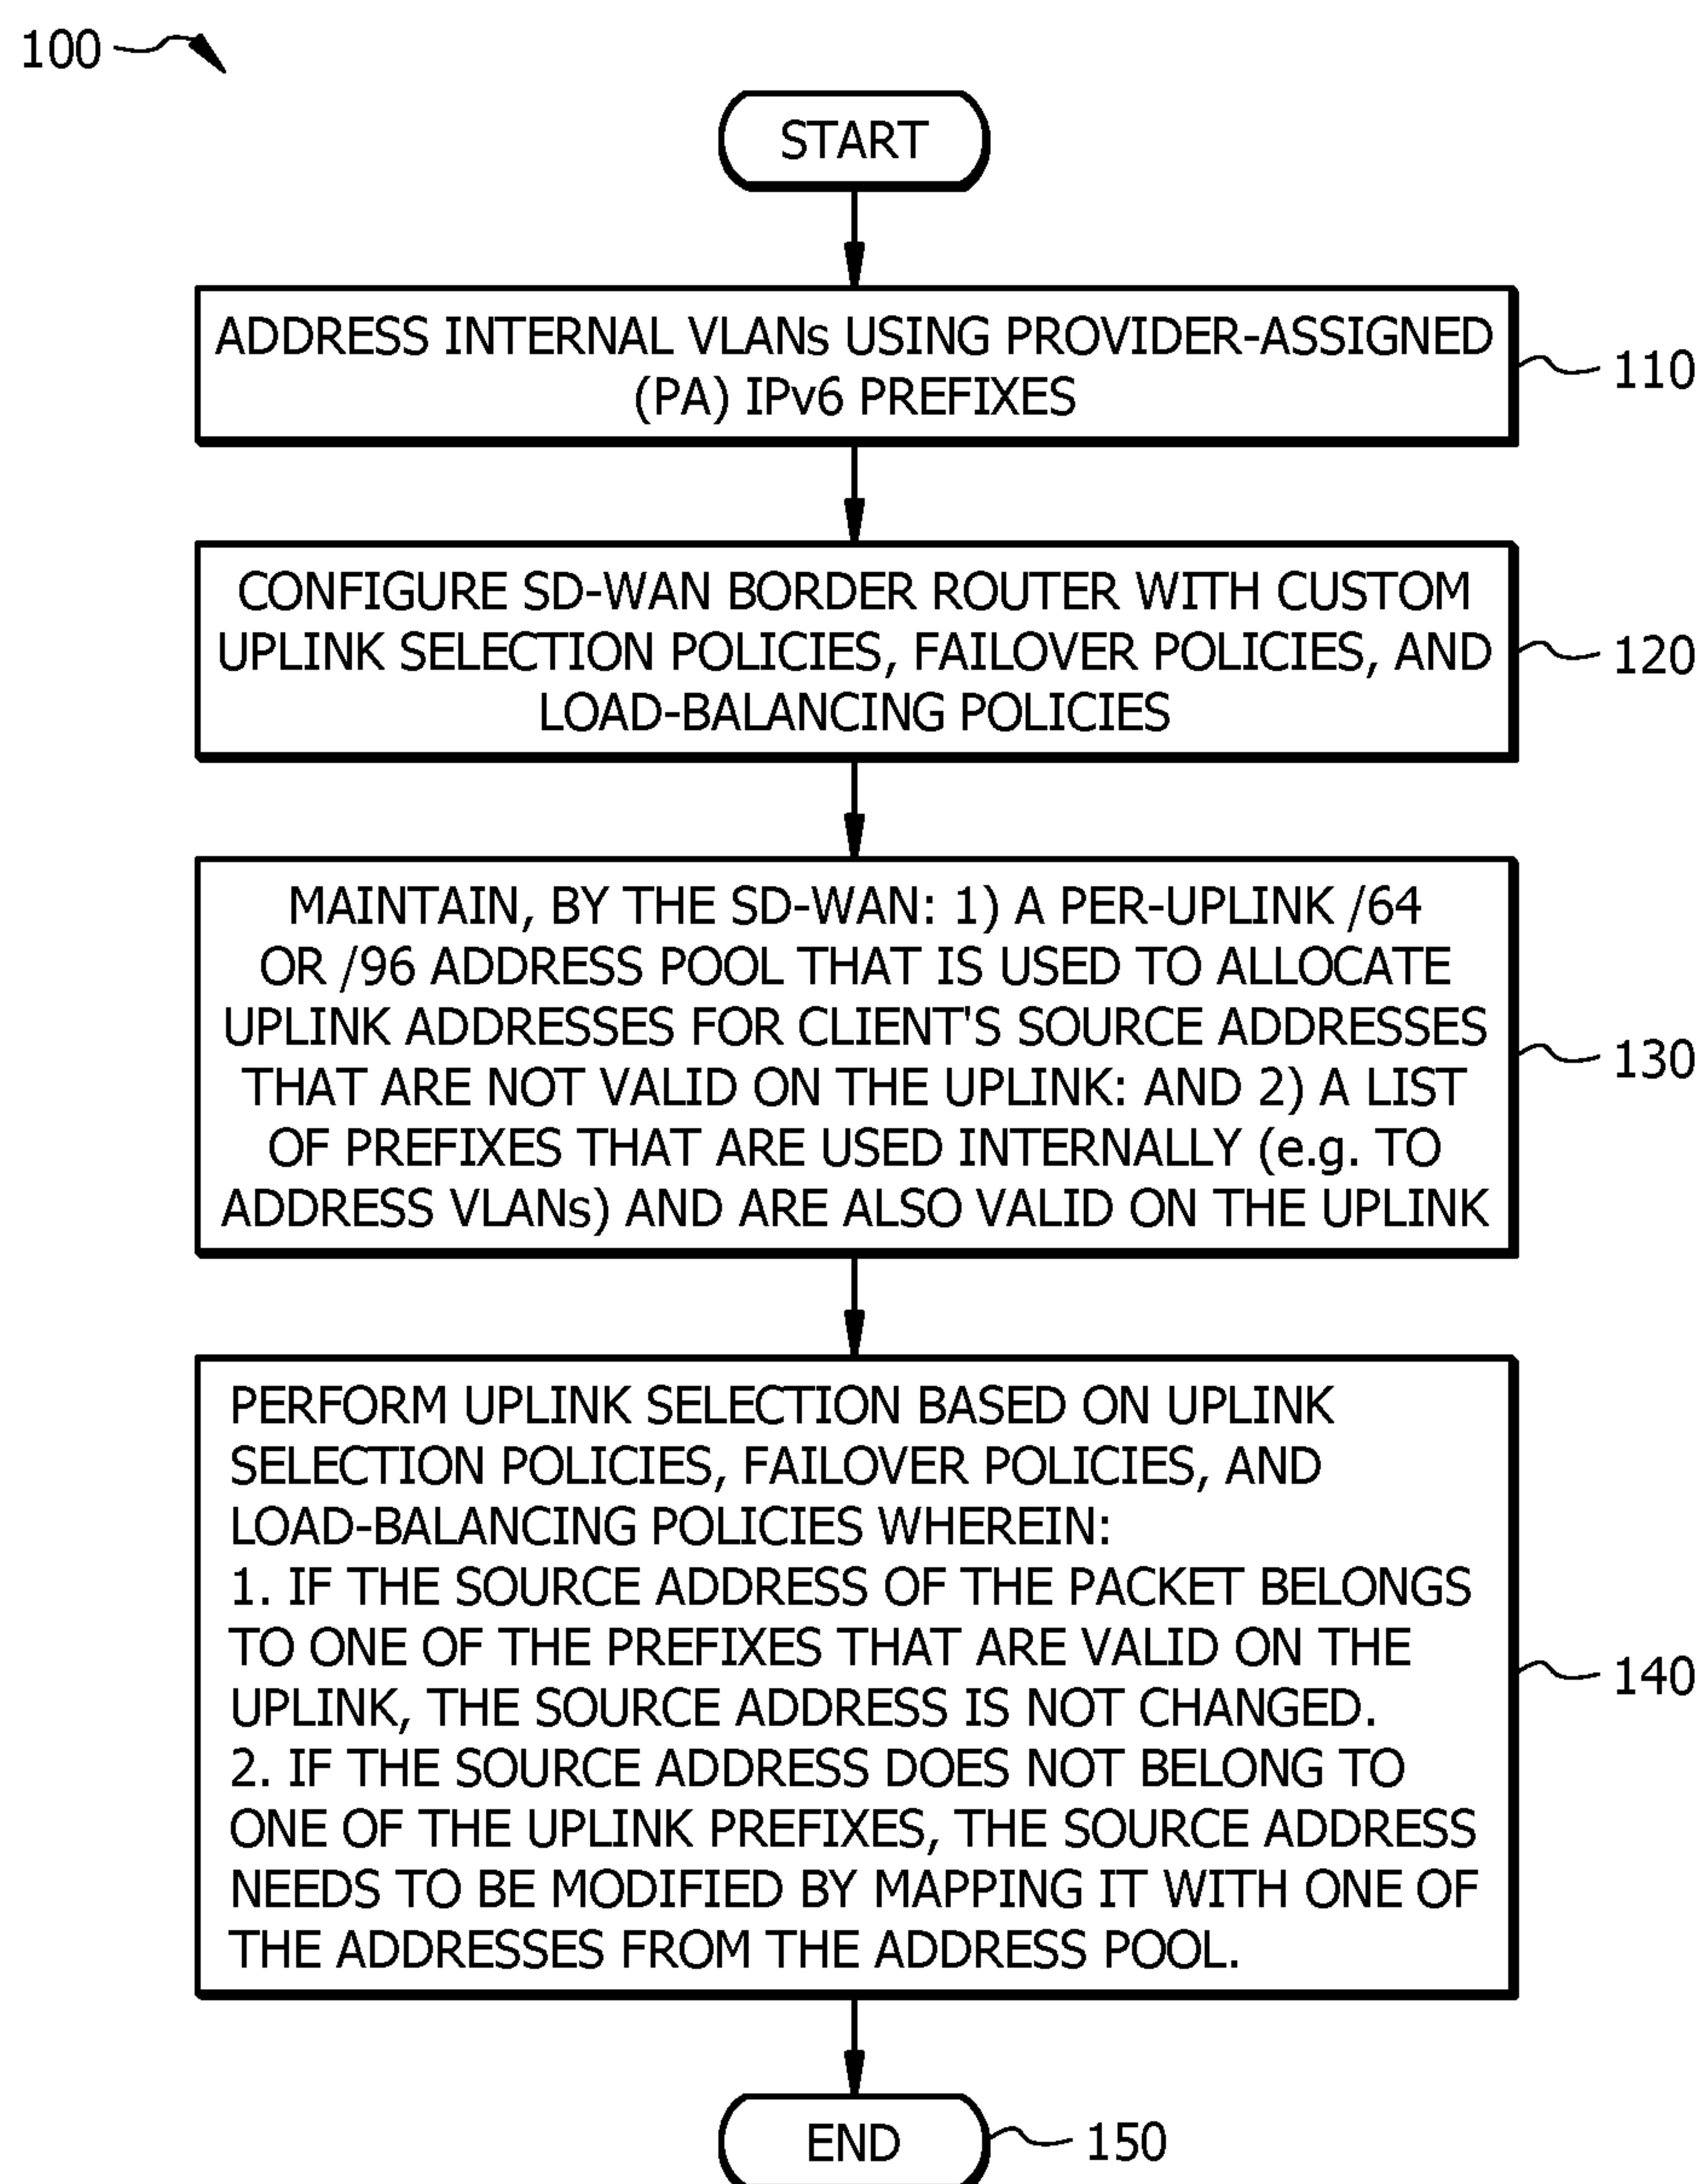 100
START
ADDRESS INTERNAL VLANs USING PROVIDER-ASSIGNED
(PA) IPv6 PREFIXES
110
CONFIGURE SD-WAN BORDER ROUTER WITH CUSTOM
UPLINK SELECTION POLICIES, FAILOVER POLICIES, AND
LOAD-BALANCING POLICIES
120
MAINTAIN, BY THE SD-WAN: 1) A PER-UPLINK /64
OR /96 ADDRESS POOL THAT IS USED TO ALLOCATE
UPLINK ADDRESSES FOR CLIENT'S SOURCE ADDRESSES
THAT ARE NOT VALID ON THE UPLINK: AND 2) A LIST
OF PREFIXES THAT ARE USED INTERNALLY (e.g. TO
ADDRESS VLANs) AND ARE ALSO VALID ON THE UPLINK
130
PERFORM UPLINK SELECTION BASED ON UPLINK
SELECTION POLICIES, FAILOVER POLICIES, AND
LOAD-BALANCING POLICIES WHEREIN:
1. IF THE SOURCE ADDRESS OF THE PACKET BELONGS
TO ONE OF THE PREFIXES THAT ARE VALID ON THE
UPLINK, THE SOURCE ADDRESS IS NOT CHANGED.
2. IF THE SOURCE ADDRESS DOES NOT BELONG TO
ONE OF THE UPLINK PREFIXES, THE SOURCE ADDRESS
NEEDS TO BE MODIFIED BY MAPPING IT WITH ONE OF
THE ADDRESSES FROM THE ADDRESS POOL.
140
END
150